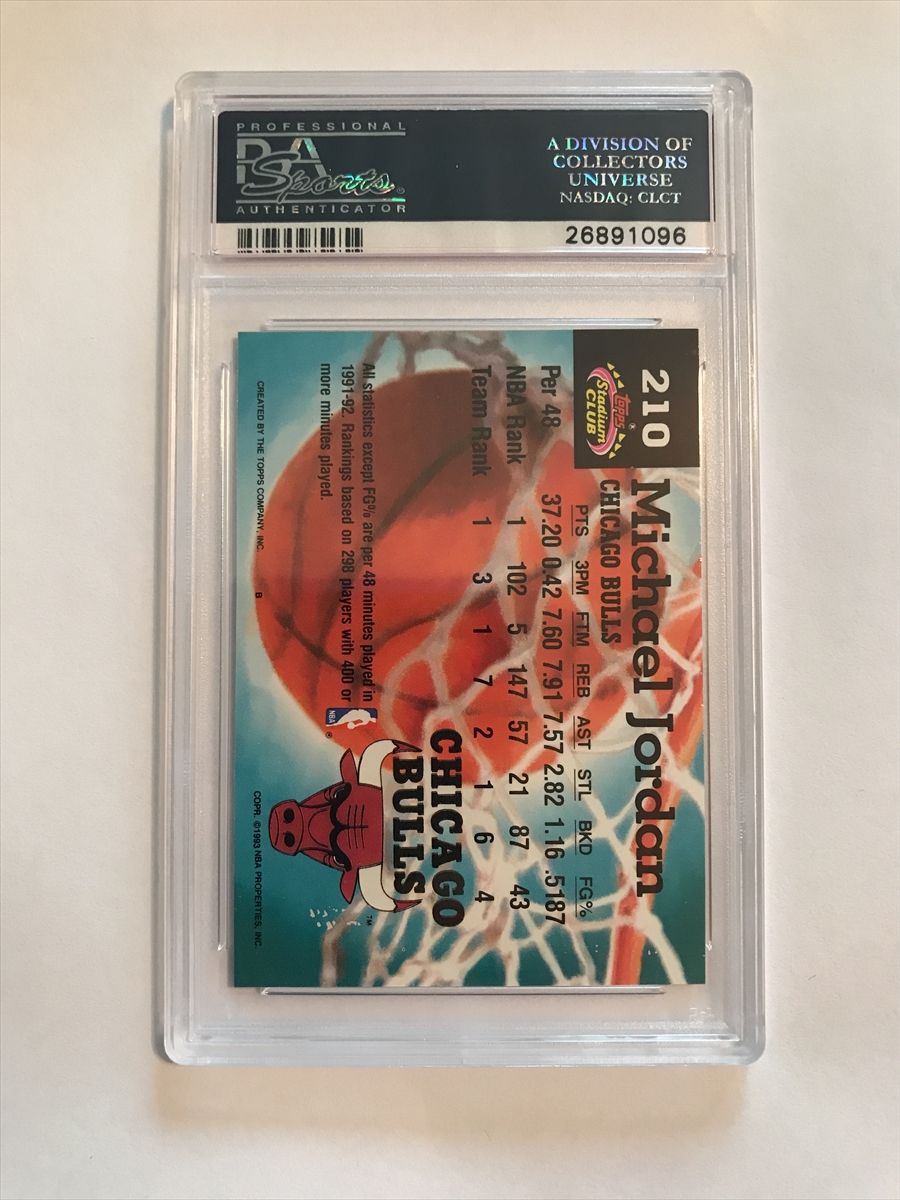 PROFESSIONAL
PSA
Sports®
AUTHENTICATOR
A DIVISION OF
COLLECTORS
UNIVERSE
NASDAQ: CLCT
26891096
210
Topps®
Stadium
CLUB
Michael Jordan
CHICAGO BULLS
PTS 3PM FTM REB AST STL BKD FG%
Per 48 37.20 0.42 7.60 7.91 7.57 2.82 1.16 .5187
NBA Rank 1 102 5 147 57 21 87 43
Team Rank 1 3 1 7 2 1 6 4
CHICAGO
BULLS
TM
All statistics except FG% are per 48 minutes played in
1991-92. Rankings based on 298 players with 400 or
more minutes played.
NBA®
CREATED BY THE TOPPS COMPANY, INC. B COPR. ©1993 NBA PROPERTIES, INC.